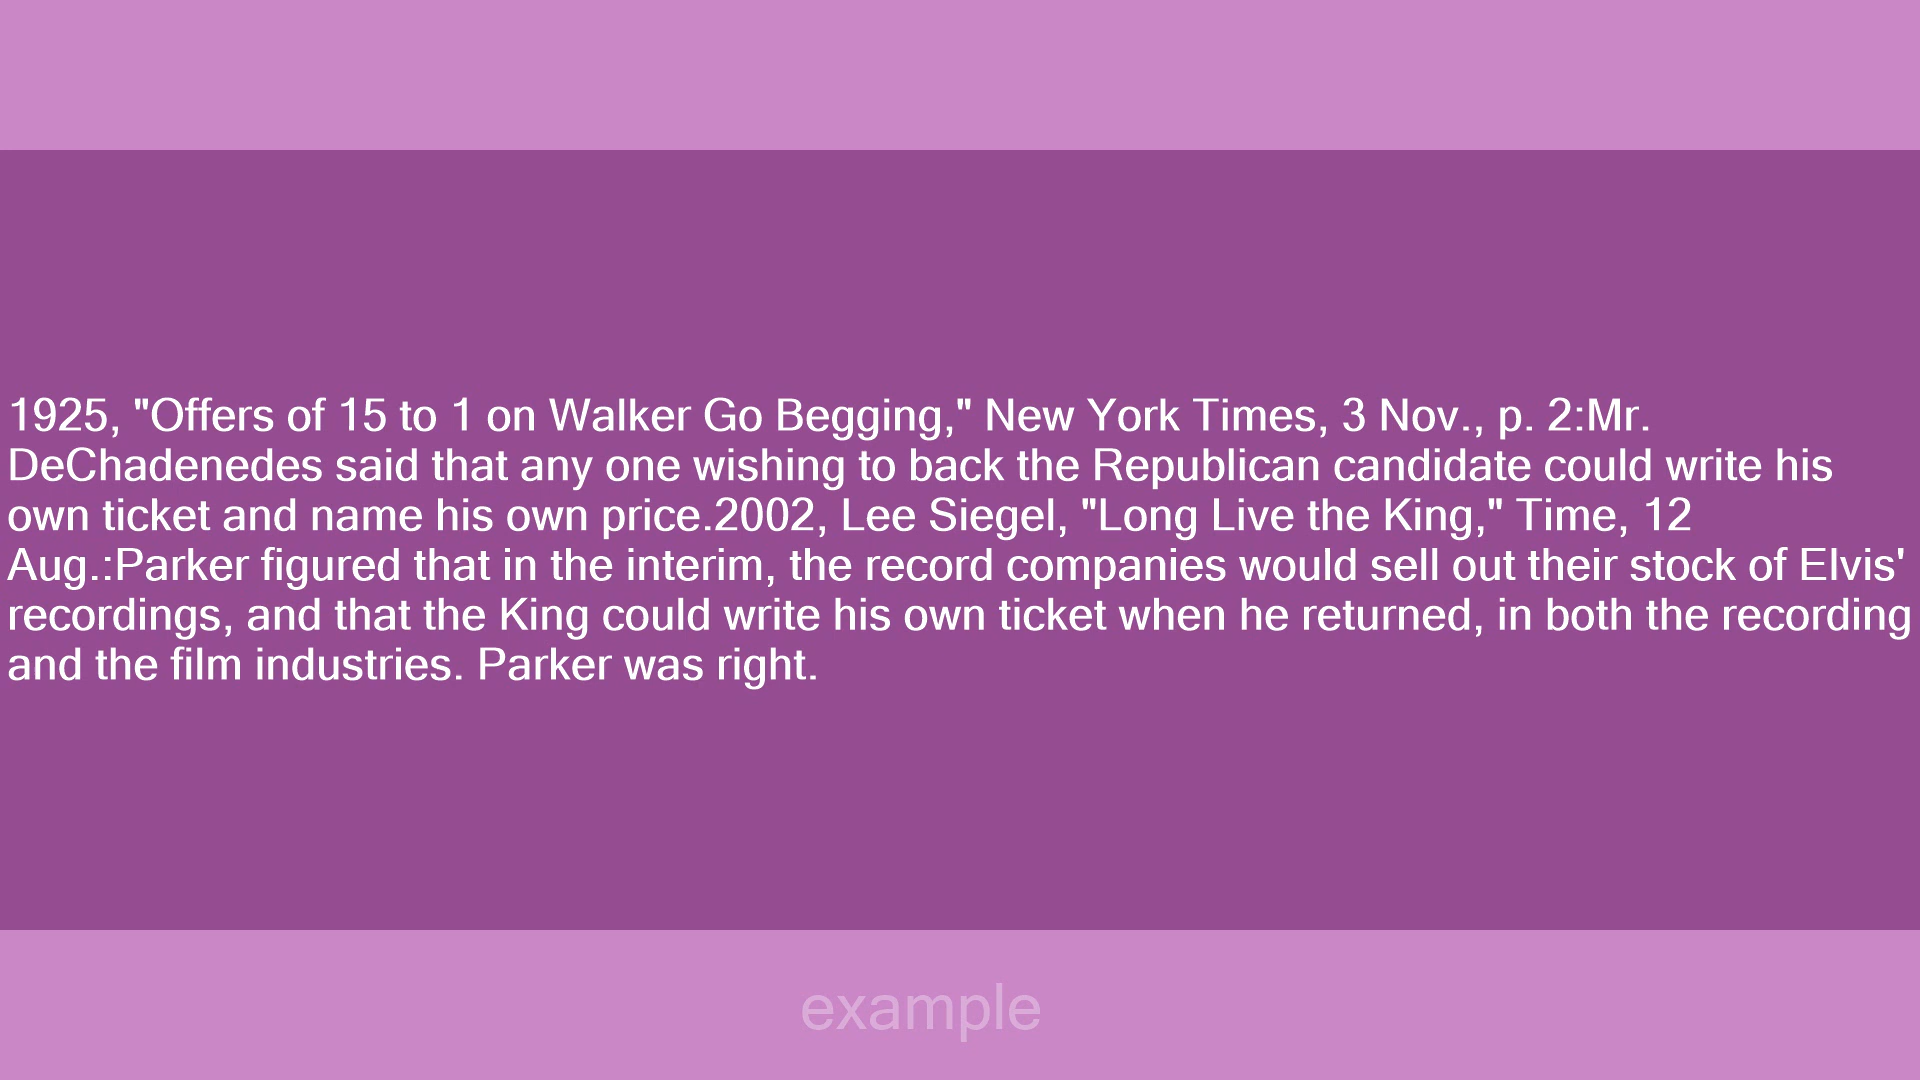 1925, "Offers of 15 to 1 on Walker Go Begging," New York Times, 3 Nov., p. 2:Mr.
DeChadenedes said that any one wishing to back the Republican candidate could write his
own ticket and name his own price.2002, Lee Siegel, "Long Live the King," Time, 12
Aug.:Parker figured that in the interim, the record companies would sell out their stock of Elvis'
recordings, and that the King could write his own ticket when he returned, in both the recording
and the film industries. Parker was right.
example